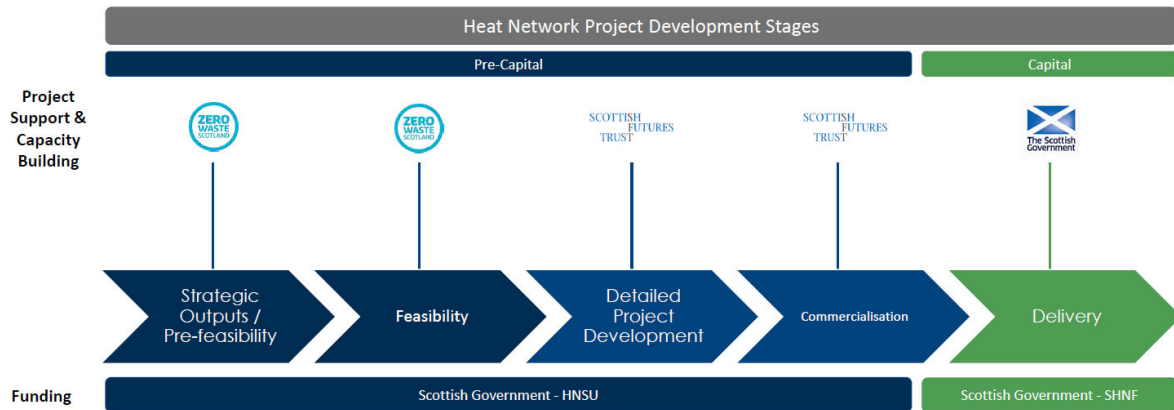 Heat Network Project Development Stages
Pre-Capital
Capital
Project
Support &
Capacity
Building
ZERO
WASTE
SCOTLAND
ZERO
WASTE
SCOTLAND
SCOTTISH
FUTURES
TRUST
SCOTTISH
FUTURES
TRUST
The Scottish
Government
Strategic
Outputs /
Pre-feasibility
Feasibility
Detailed
Project
Development
Commercialisation
Delivery
Funding
Scottish Government - HNSU
Scottish Government - SHNF